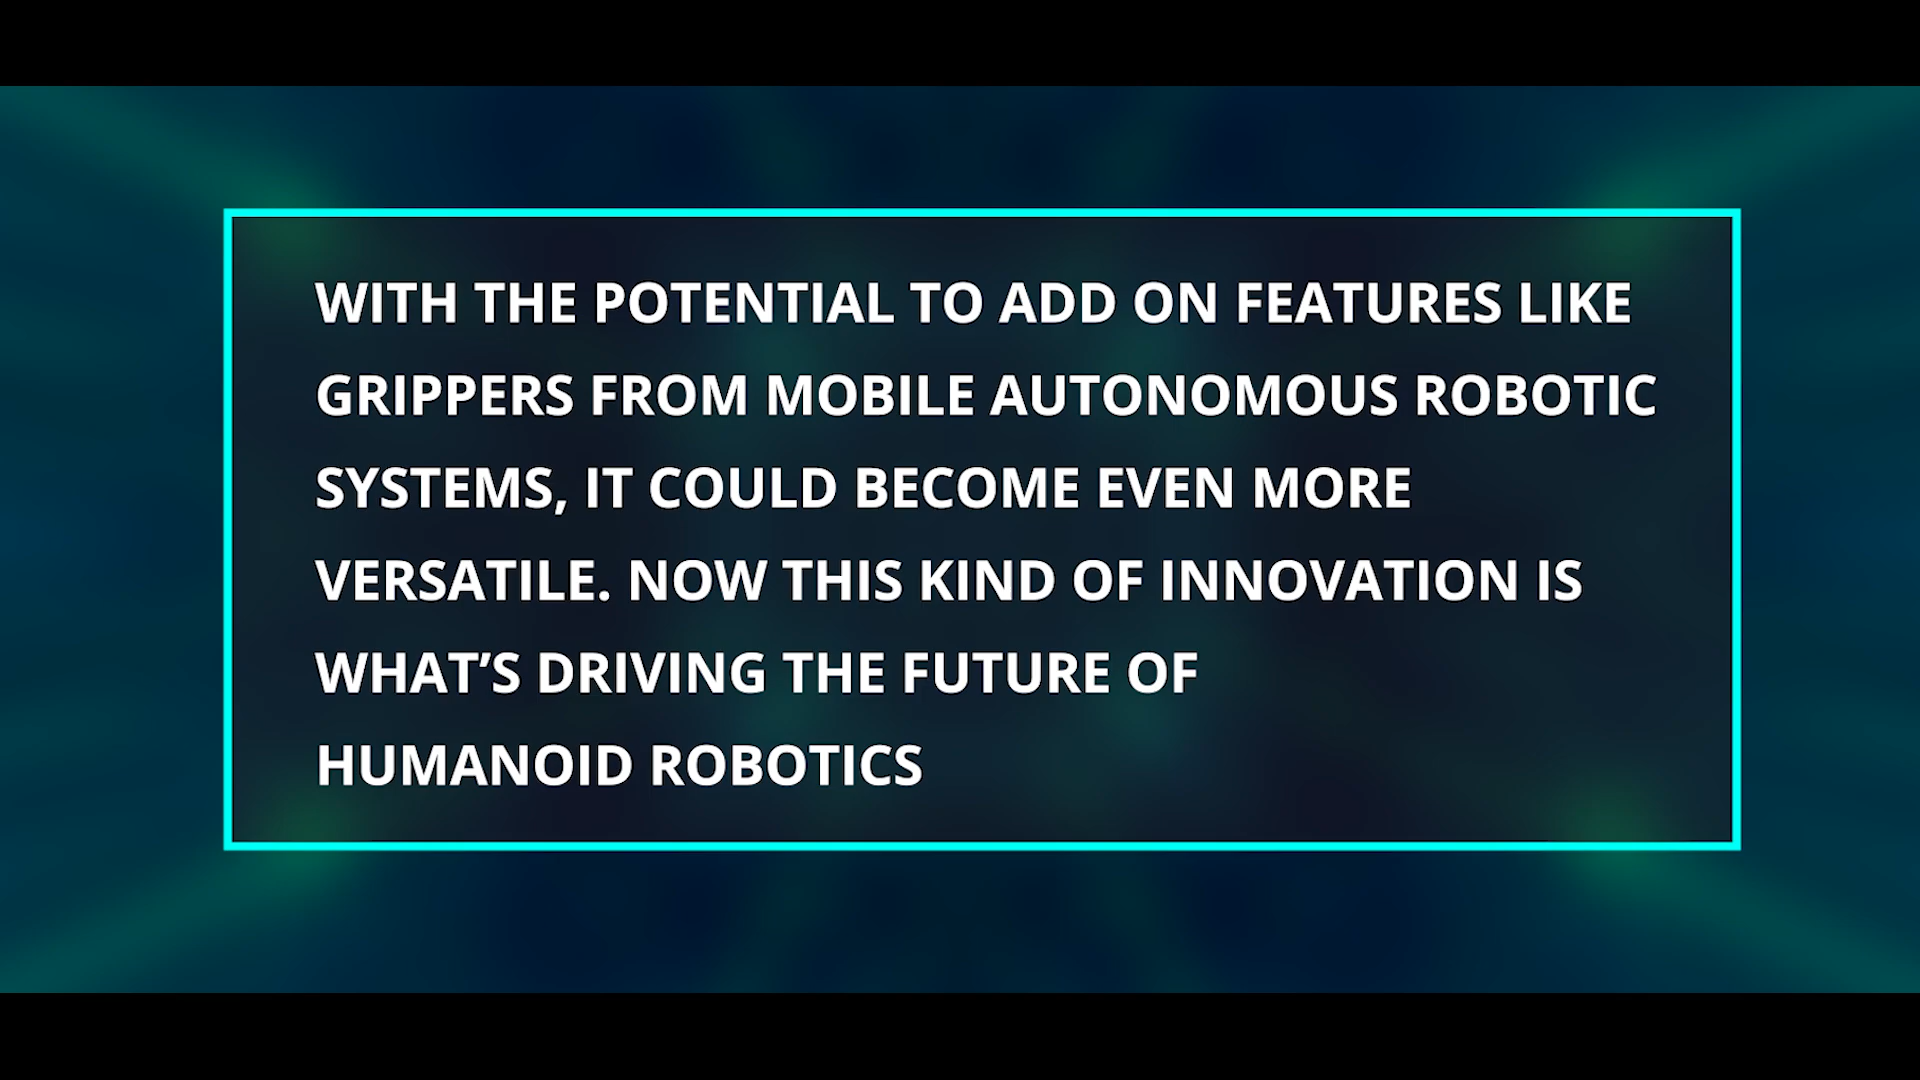 WITH THE POTENTIAL TO ADD ON FEATURES LIKE
GRIPPERS FROM MOBILE AUTONOMOUS ROBOTIC
SYSTEMS, IT COULD BECOME EVEN MORE
VERSATILE. NOW THIS KIND OF INNOVATION IS
WHAT’S DRIVING THE FUTURE OF
HUMANOID ROBOTICS